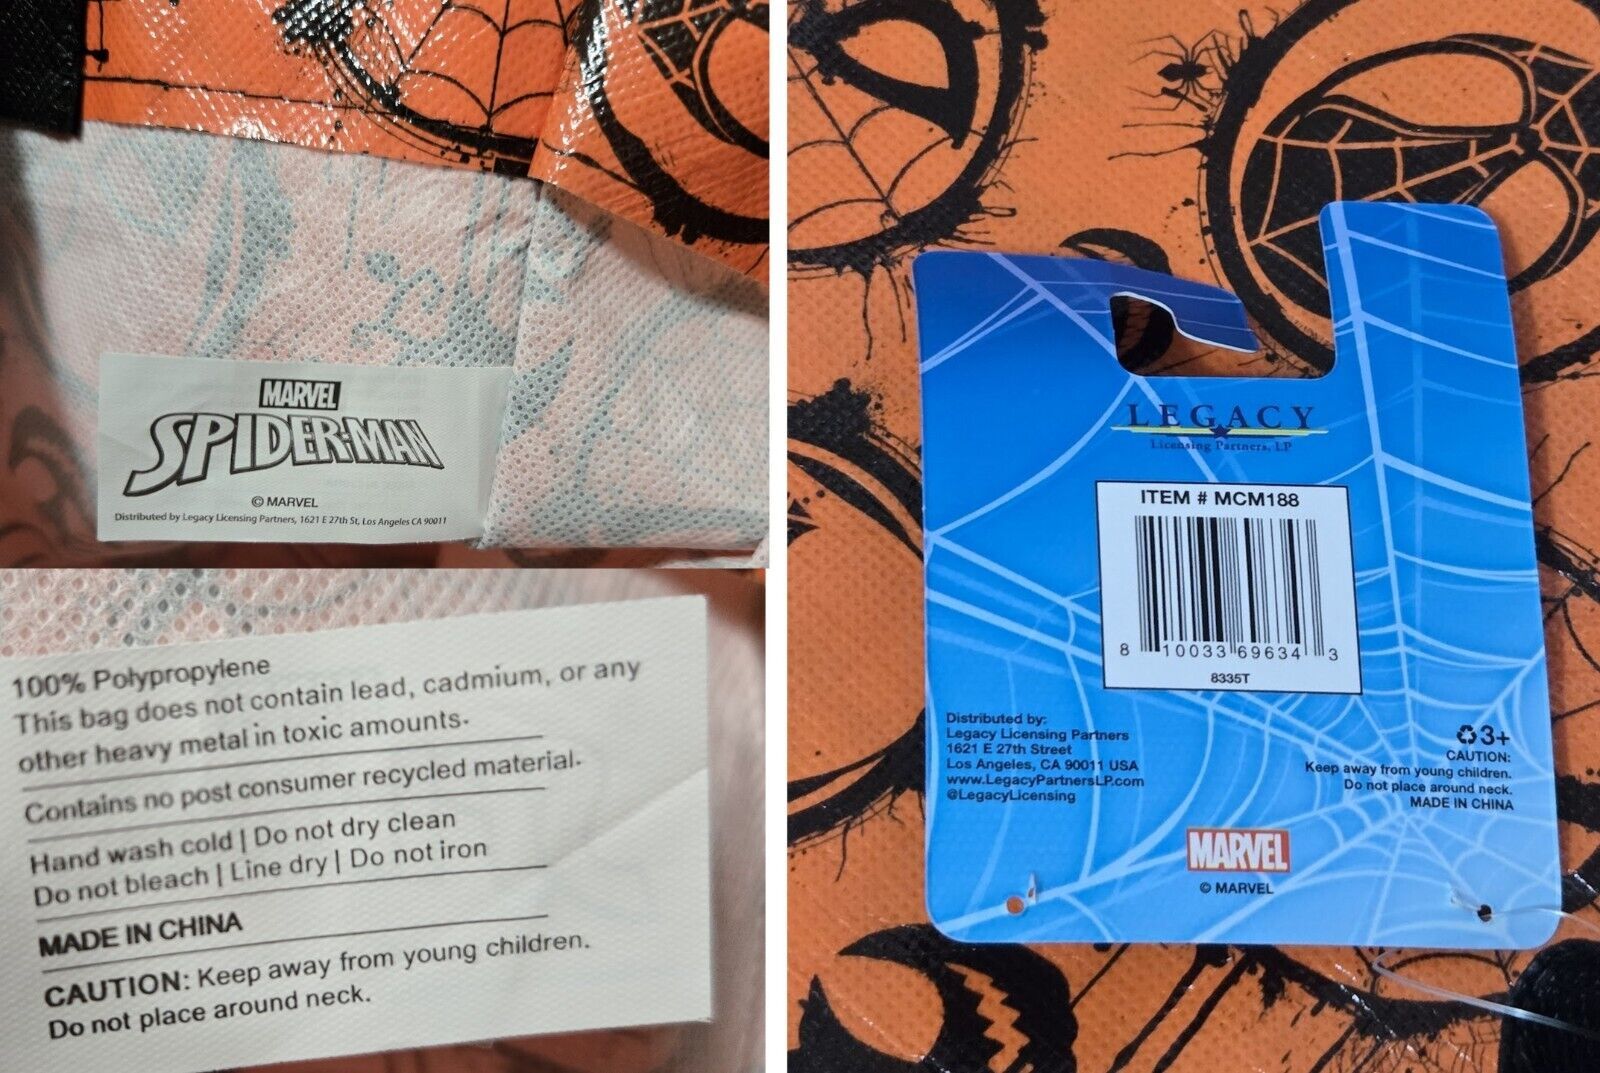 MARVEL
SPIDER-MAN
© MARVEL
Distributed by Legacy Licensing Partners, 1621 E 27th St, Los Angeles CA 90011
100% Polypropylene
This bag does not contain lead, cadmium, or any
other heavy metal in toxic amounts.
Contains no post consumer recycled material.
Hand wash cold | Do not dry clean
Do not bleach | Line dry | Do not iron
MADE IN CHINA
CAUTION: Keep away from young children.
Do not place around neck.
LEGACY
Licensing Partners, LP
ITEM # MCM188
8 10033 69634 3
8335T
Distributed by:
Legacy Licensing Partners
1621 E 27th Street
Los Angeles, CA 90011 USA
www.LegacyPartnersLP.com
@LegacyLicensing
3+
CAUTION:
Keep away from young children.
Do not place around neck.
MADE IN CHINA
MARVEL
© MARVEL